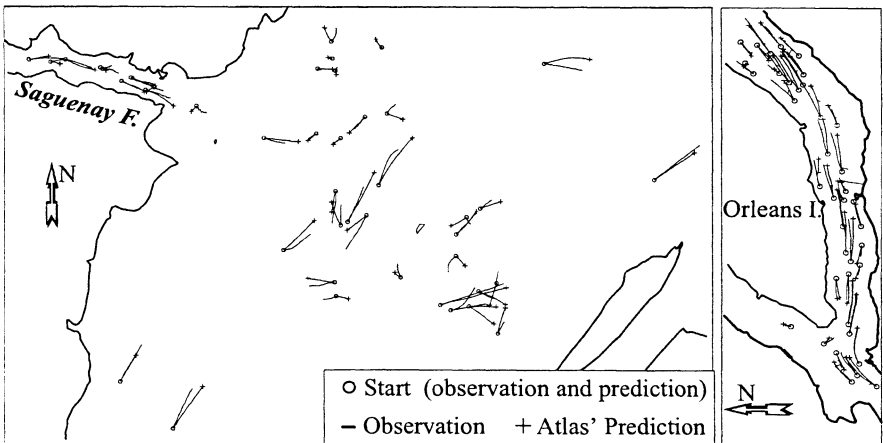 Saguenay F.
N
Orleans I.
N
○ Start (observation and prediction)
– Observation + Atlas' Prediction